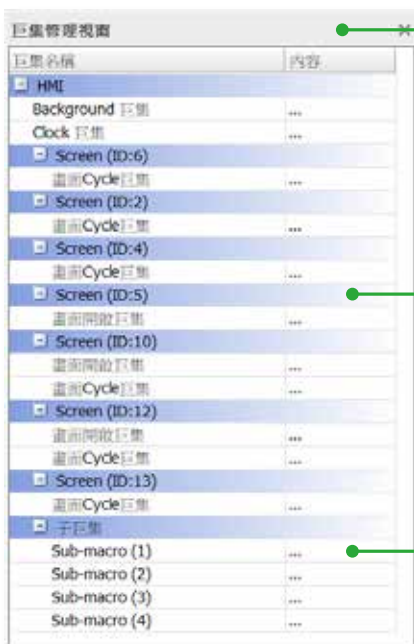 巨集管理視窗
巨集名稱 內容
HMI
Background 巨集 ...
Clock 巨集 ...
Screen (ID:6)
畫面Cycle巨集 ...
Screen (ID:2)
畫面Cycle巨集 ...
Screen (ID:4)
畫面Cycle巨集 ...
Screen (ID:5)
畫面開啟巨集 ...
Screen (ID:10)
畫面開啟巨集 ...
畫面Cycle巨集 ...
Screen (ID:12)
畫面開啟巨集 ...
畫面Cycle巨集 ...
Screen (ID:13)
畫面Cycle巨集 ...
子巨集
Sub-macro (1) ...
Sub-macro (2) ...
Sub-macro (3) ...
Sub-macro (4) ...